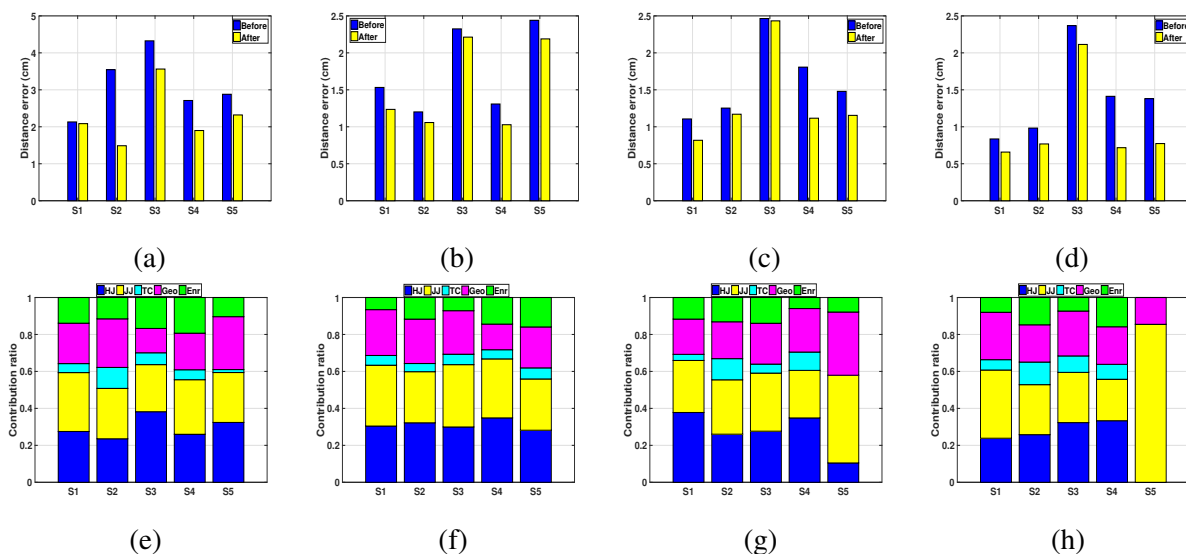 Distance error (cm)
5
4
3
2
1
0
Before
After
S1 S2 S3 S4 S5
(a)
Distance error (cm)
2.5
2
1.5
1
0.5
0
Before
After
S1 S2 S3 S4 S5
(b)
Distance error (cm)
2.5
2
1.5
1
0.5
0
Before
After
S1 S2 S3 S4 S5
(c)
Distance error (cm)
2.5
2
1.5
1
0.5
0
Before
After
S1 S2 S3 S4 S5
(d)
HJ JJ TC Geo Enr
Contribution ratio
1
0.8
0.6
0.4
0.2
0
S1 S2 S3 S4 S5
(e)
HJ JJ TC Geo Enr
Contribution ratio
1
0.8
0.6
0.4
0.2
0
S1 S2 S3 S4 S5
(f)
HJ JJ TC Geo Enr
Contribution ratio
1
0.8
0.6
0.4
0.2
0
S1 S2 S3 S4 S5
(g)
HJ JJ TC Geo Enr
Contribution ratio
1
0.8
0.6
0.4
0.2
0
S1 S2 S3 S4 S5
(h)